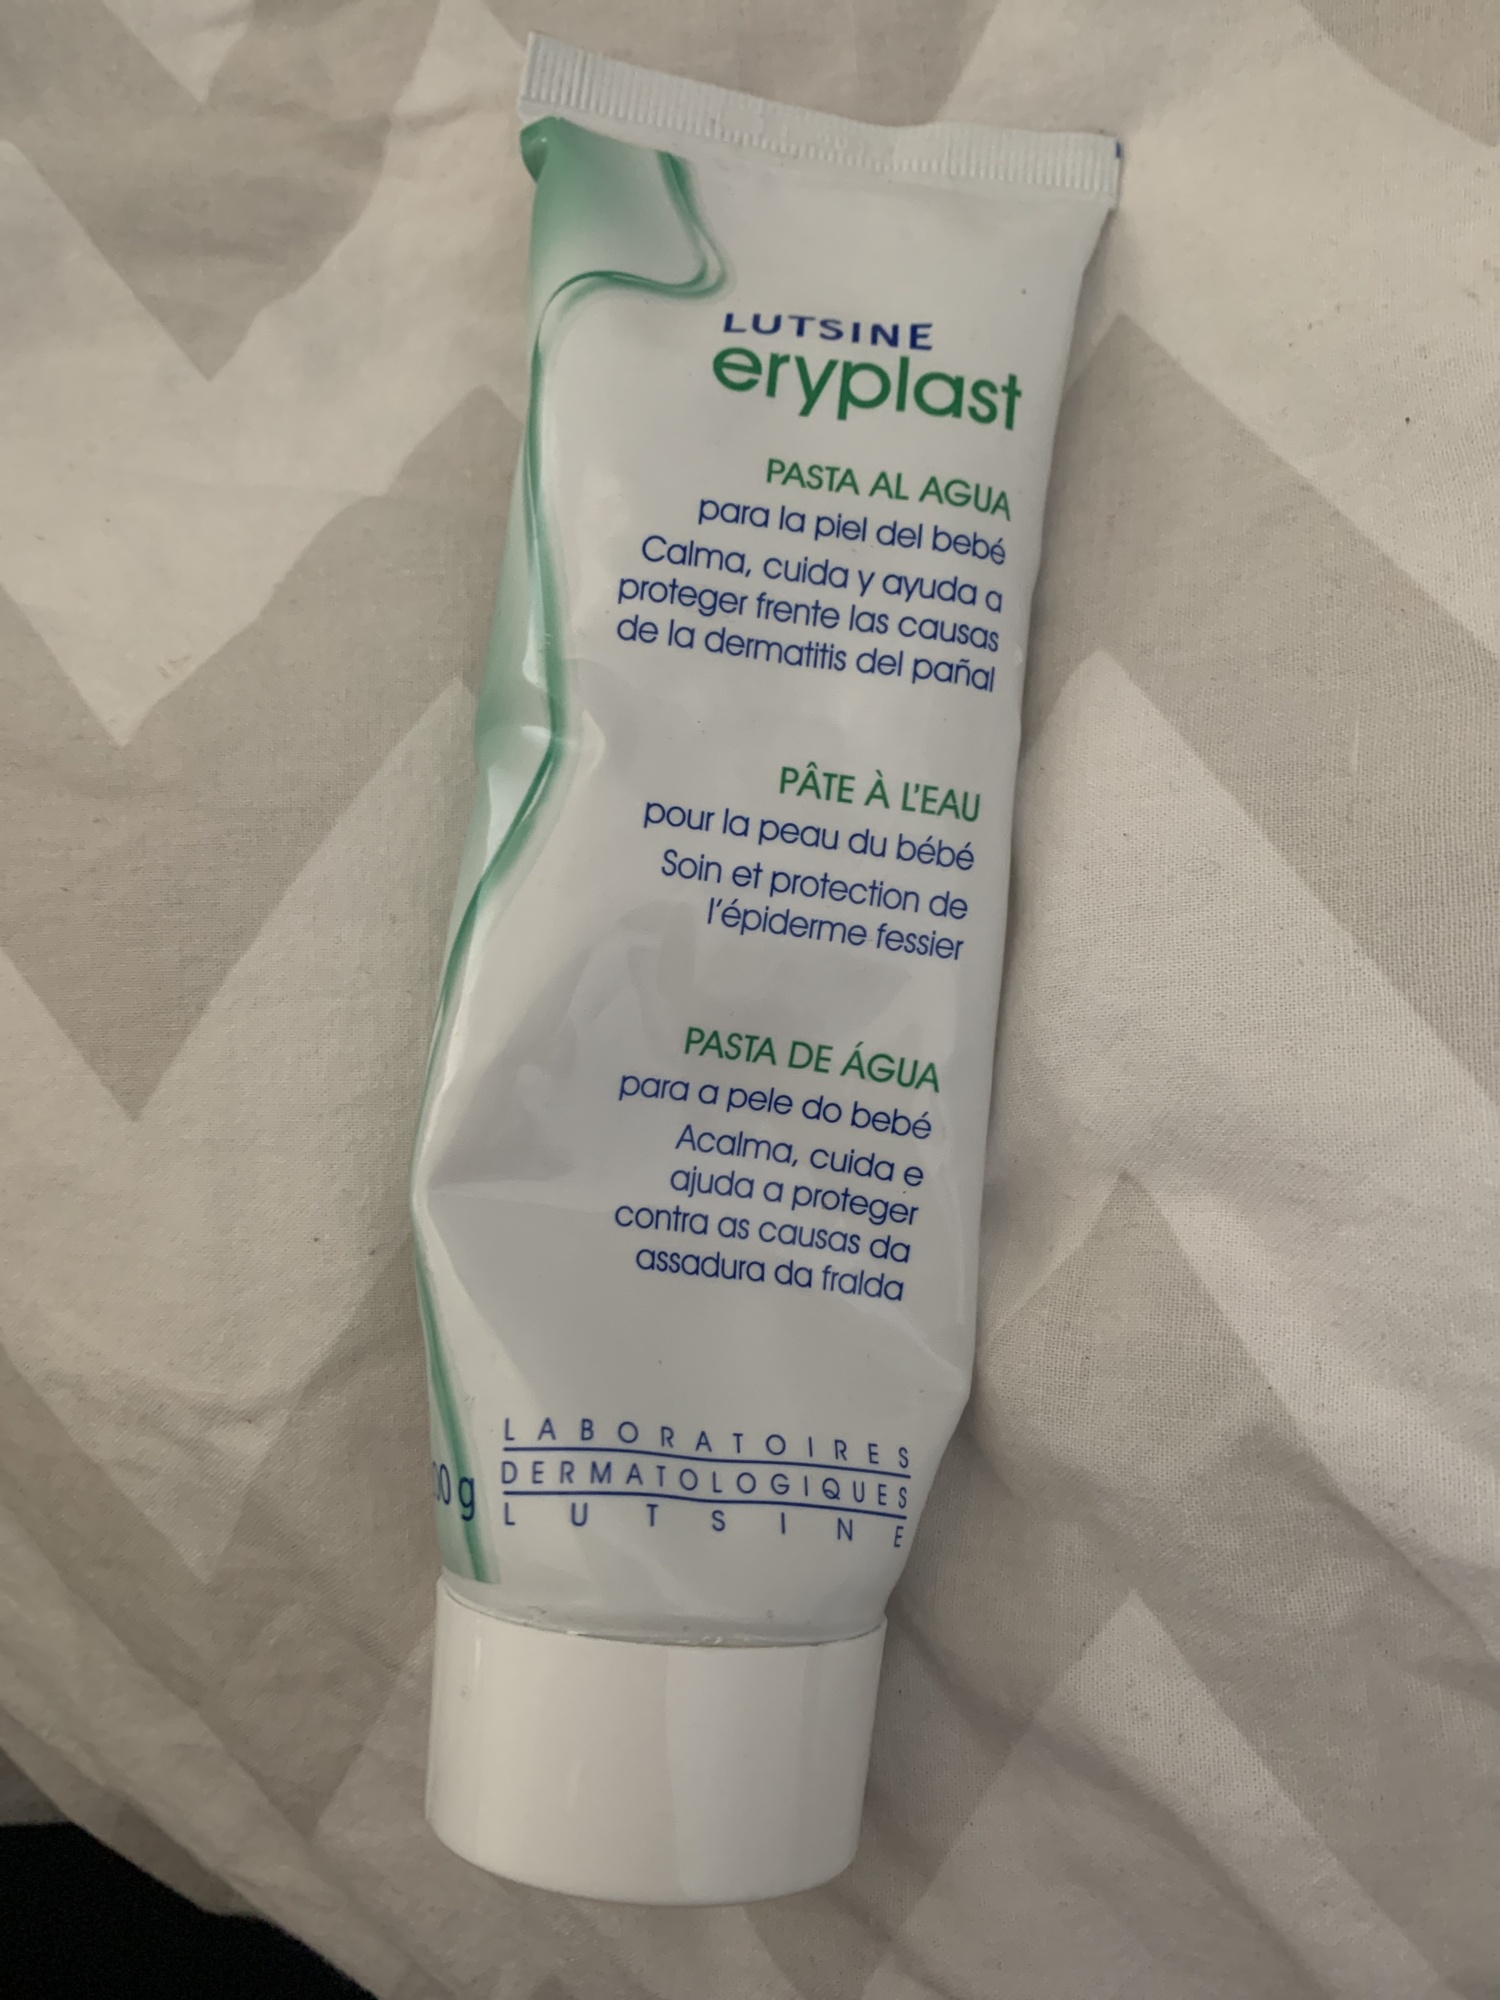 LUTSINE
eryplast
PASTA AL AGUA
para la piel del bebé
Calma, cuida y ayuda a
proteger frente las causas
de la dermatitis del pañal
PÂTE À L'EAU
pour la peau du bébé
Soin et protection de
l'épiderme fessier
PASTA DE ÁGUA
para a pele do bebé
Acalma, cuida e
ajuda a proteger
contra as causas da
assadura da fralda
LABORATOIRES
DERMATOLOGIQUES
LUTSINE
g